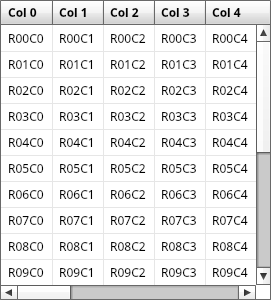 Col 0 Col 1 Col 2 Col 3 Col 4
R00C0 R00C1 R00C2 R00C3 R00C4
R01C0 R01C1 R01C2 R01C3 R01C4
R02C0 R02C1 R02C2 R02C3 R02C4
R03C0 R03C1 R03C2 R03C3 R03C4
R04C0 R04C1 R04C2 R04C3 R04C4
R05C0 R05C1 R05C2 R05C3 R05C4
R06C0 R06C1 R06C2 R06C3 R06C4
R07C0 R07C1 R07C2 R07C3 R07C4
R08C0 R08C1 R08C2 R08C3 R08C4
R09C0 R09C1 R09C2 R09C3 R09C4